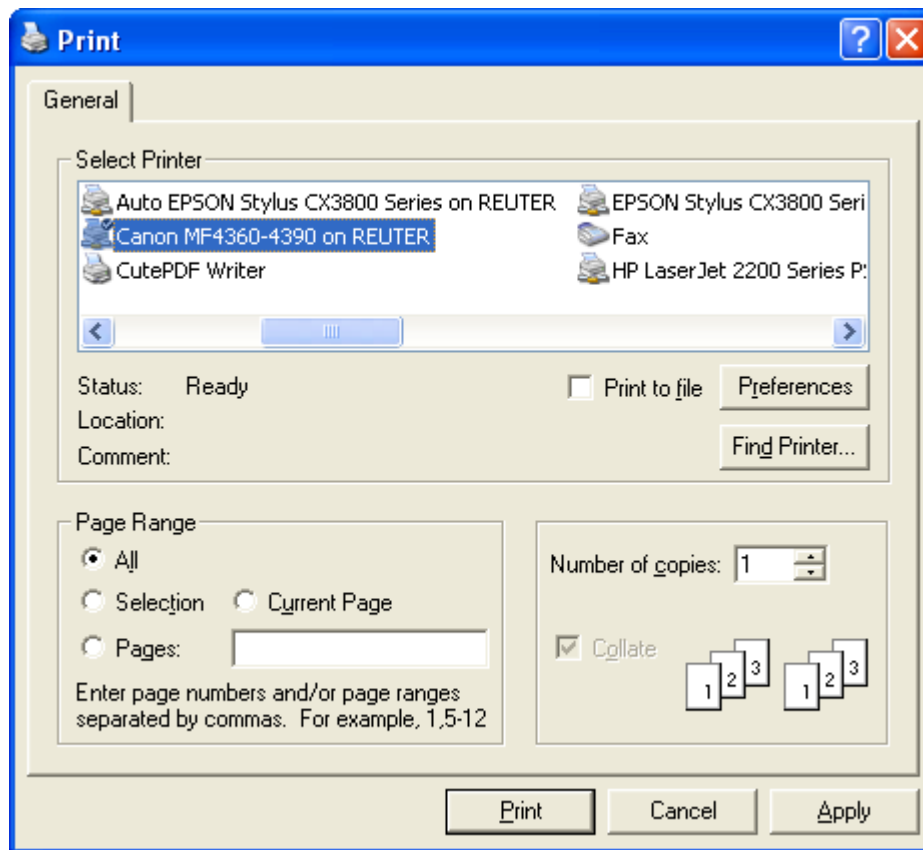 Print
General
Select Printer
Auto EPSON Stylus CX3800 Series on REUTER EPSON Stylus CX3800 Seri
Canon MF4360-4390 on REUTER Fax
CutePDF Writer HP LaserJet 2200 Series P
Status: Ready Print to file Preferences
Location:
Comment: Find Printer...
Page Range
All Number of copies: 1
Selection Current Page
Pages: Collate
1 2 3 1 2 3
Enter page numbers and/or page ranges
separated by commas. For example, 1,5-12
Print Cancel Apply